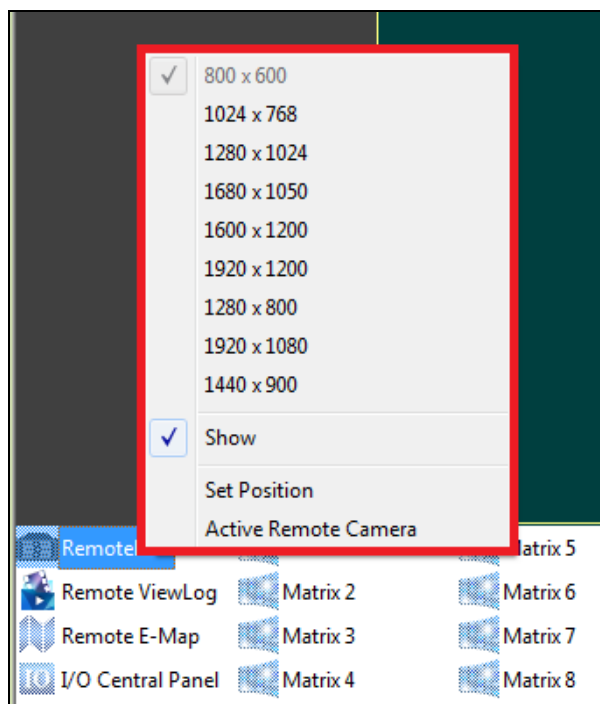 800 x 600
1024 x 768
1280 x 1024
1680 x 1050
1600 x 1200
1920 x 1200
1280 x 800
1920 x 1080
1440 x 900
Show
Set Position
Active Remote Camera
Matrix 5
Remote ViewLog Matrix 2 Matrix 6
Remote E-Map Matrix 3 Matrix 7
I/O Central Panel Matrix 4 Matrix 8